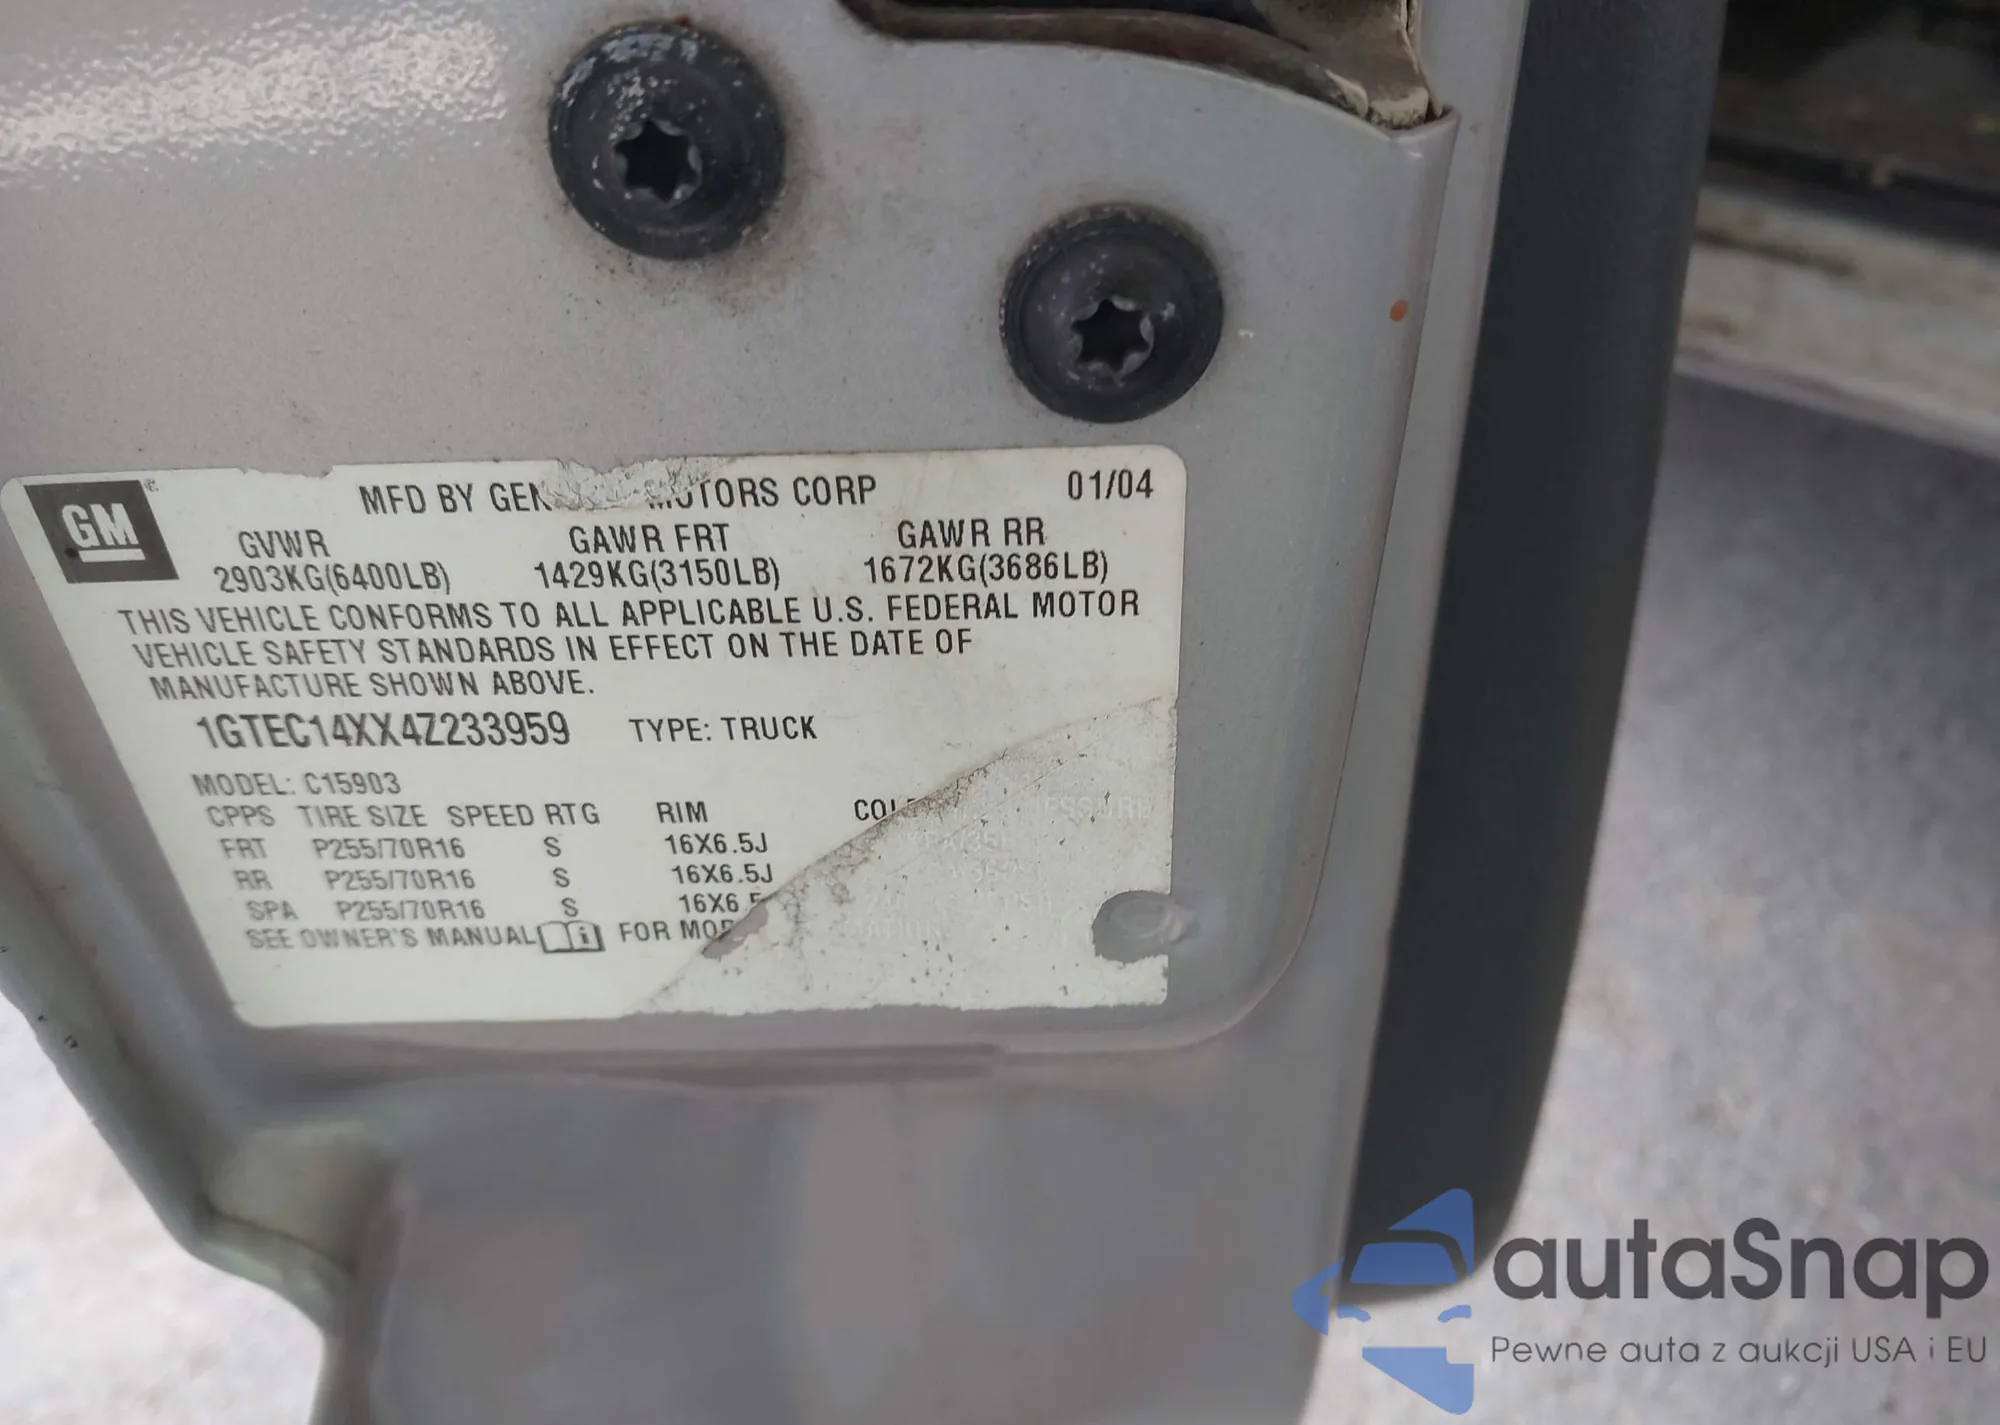 GM
MFD BY GENERAL MOTORS CORP 01/04
GVWR GAWR FRT GAWR RR
2903KG(6400LB) 1429KG(3150LB) 1672KG(3686LB)
THIS VEHICLE CONFORMS TO ALL APPLICABLE U.S. FEDERAL MOTOR
VEHICLE SAFETY STANDARDS IN EFFECT ON THE DATE OF
MANUFACTURE SHOWN ABOVE.
1GTEC14XX4Z233959 TYPE: TRUCK
MODEL: C15903
CPPS TIRE SIZE SPEED RTG RIM
FRT P255/70R16 S 16X6.5J
RR P255/70R16 S 16X6.5J
SPA P255/70R16 S 16X6.5
SEE OWNER'S MANUAL FOR
autaSnap
Pewne auta z aukcji USA i EU